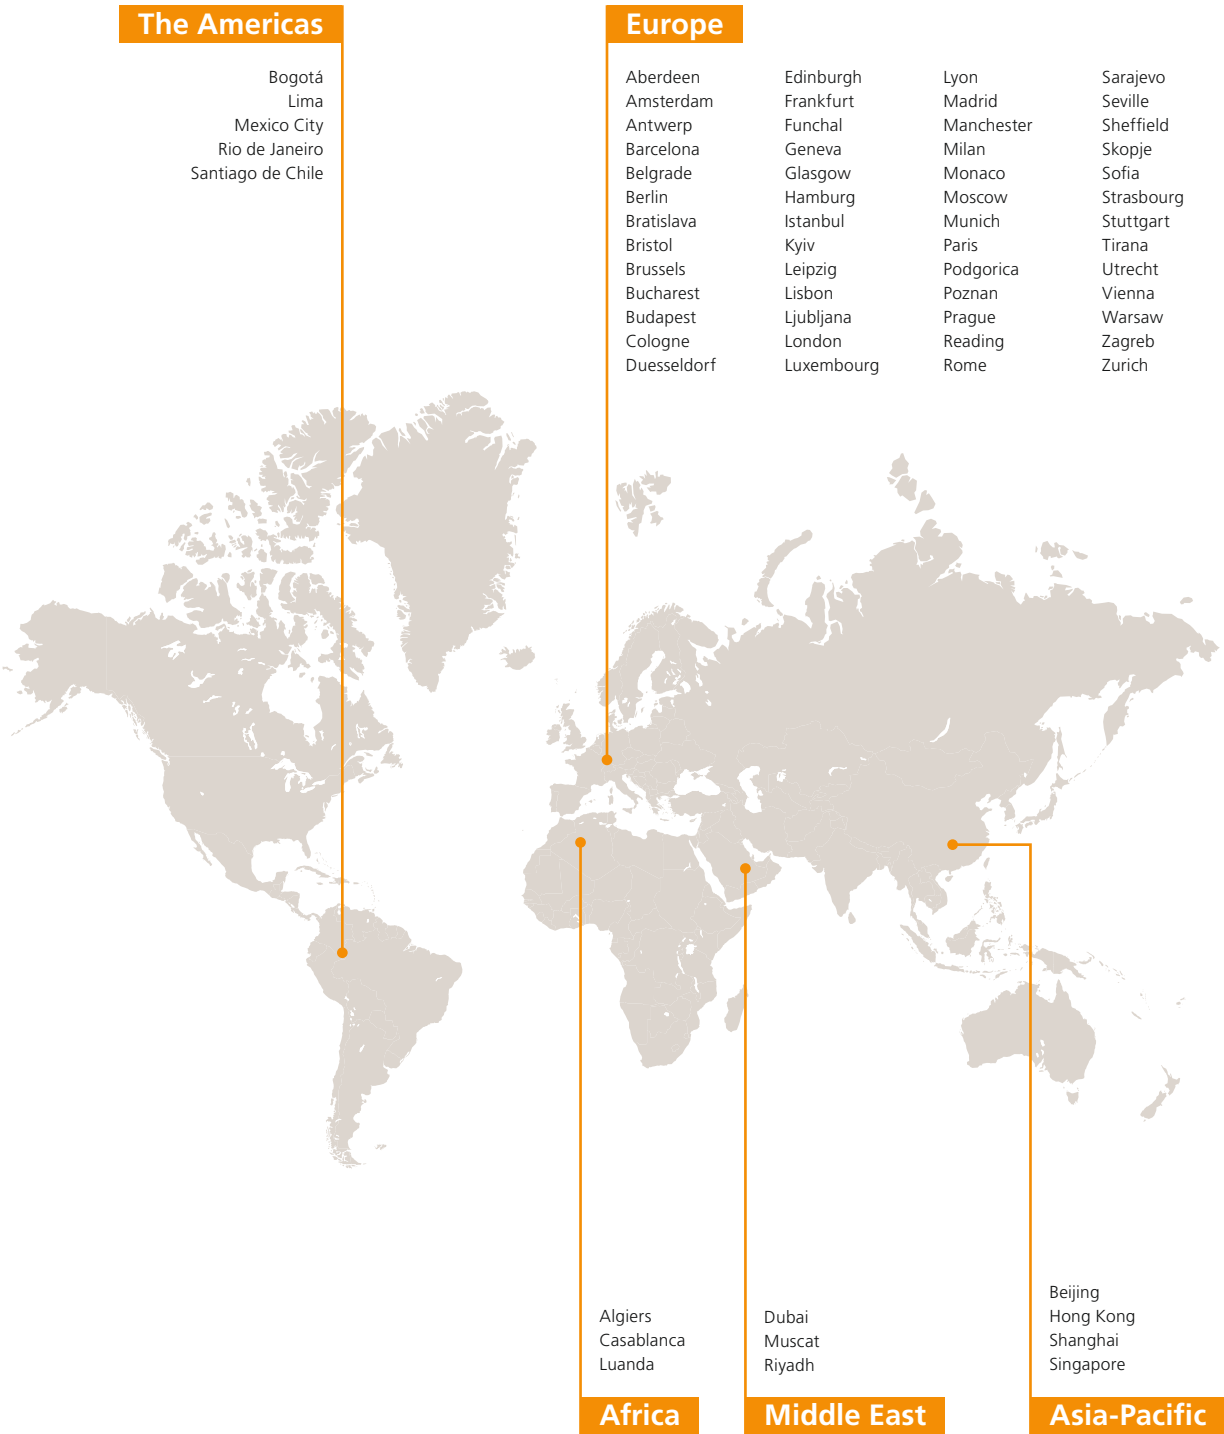 The Americas
Bogotá
Lima
Mexico City
Rio de Janeiro
Santiago de Chile
Europe
Aberdeen
Amsterdam
Antwerp
Barcelona
Belgrade
Berlin
Bratislava
Bristol
Brussels
Bucharest
Budapest
Cologne
Duesseldorf
Edinburgh
Frankfurt
Funchal
Geneva
Glasgow
Hamburg
Istanbul
Kyiv
Leipzig
Lisbon
Ljubljana
London
Luxembourg
Lyon
Madrid
Manchester
Milan
Monaco
Moscow
Munich
Paris
Podgorica
Poznan
Prague
Reading
Rome
Sarajevo
Seville
Sheffield
Skopje
Sofia
Strasbourg
Stuttgart
Tirana
Utrecht
Vienna
Warsaw
Zagreb
Zurich
Algiers
Casablanca
Luanda
Africa
Dubai
Muscat
Riyadh
Middle East
Beijing
Hong Kong
Shanghai
Singapore
Asia-Pacific